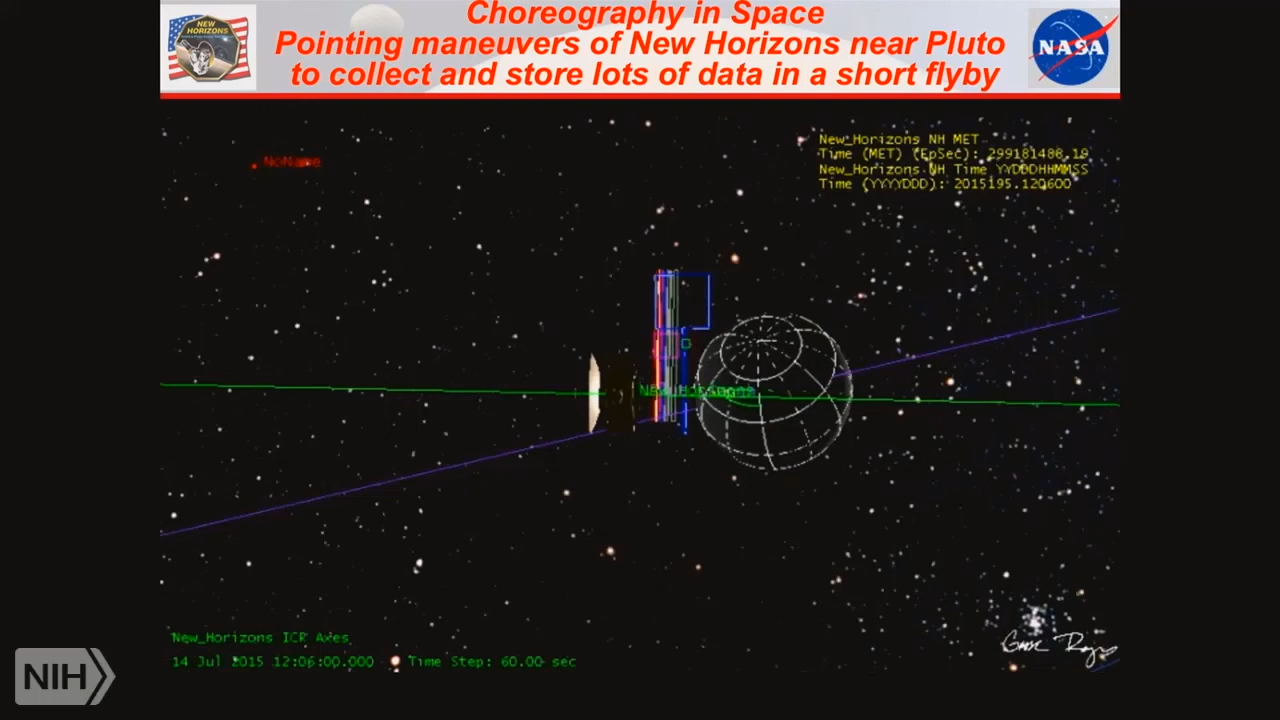 Choreography in Space
Pointing maneuvers of New Horizons near Pluto
to collect and store lots of data in a short flyby
NEW HORIZONS
NASA
NoName
New_Horizons NH MET
Time (MET) (EpSec): 299181488.19
New_Horizons NH Time YYDDDHHMMSS
Time (YYYYDDD): 2015195.120600
New_Horizons
New_Horizons ICR Axes
14 Jul 2015 12:06:00.000
Time Step: 60.00 sec
NIH